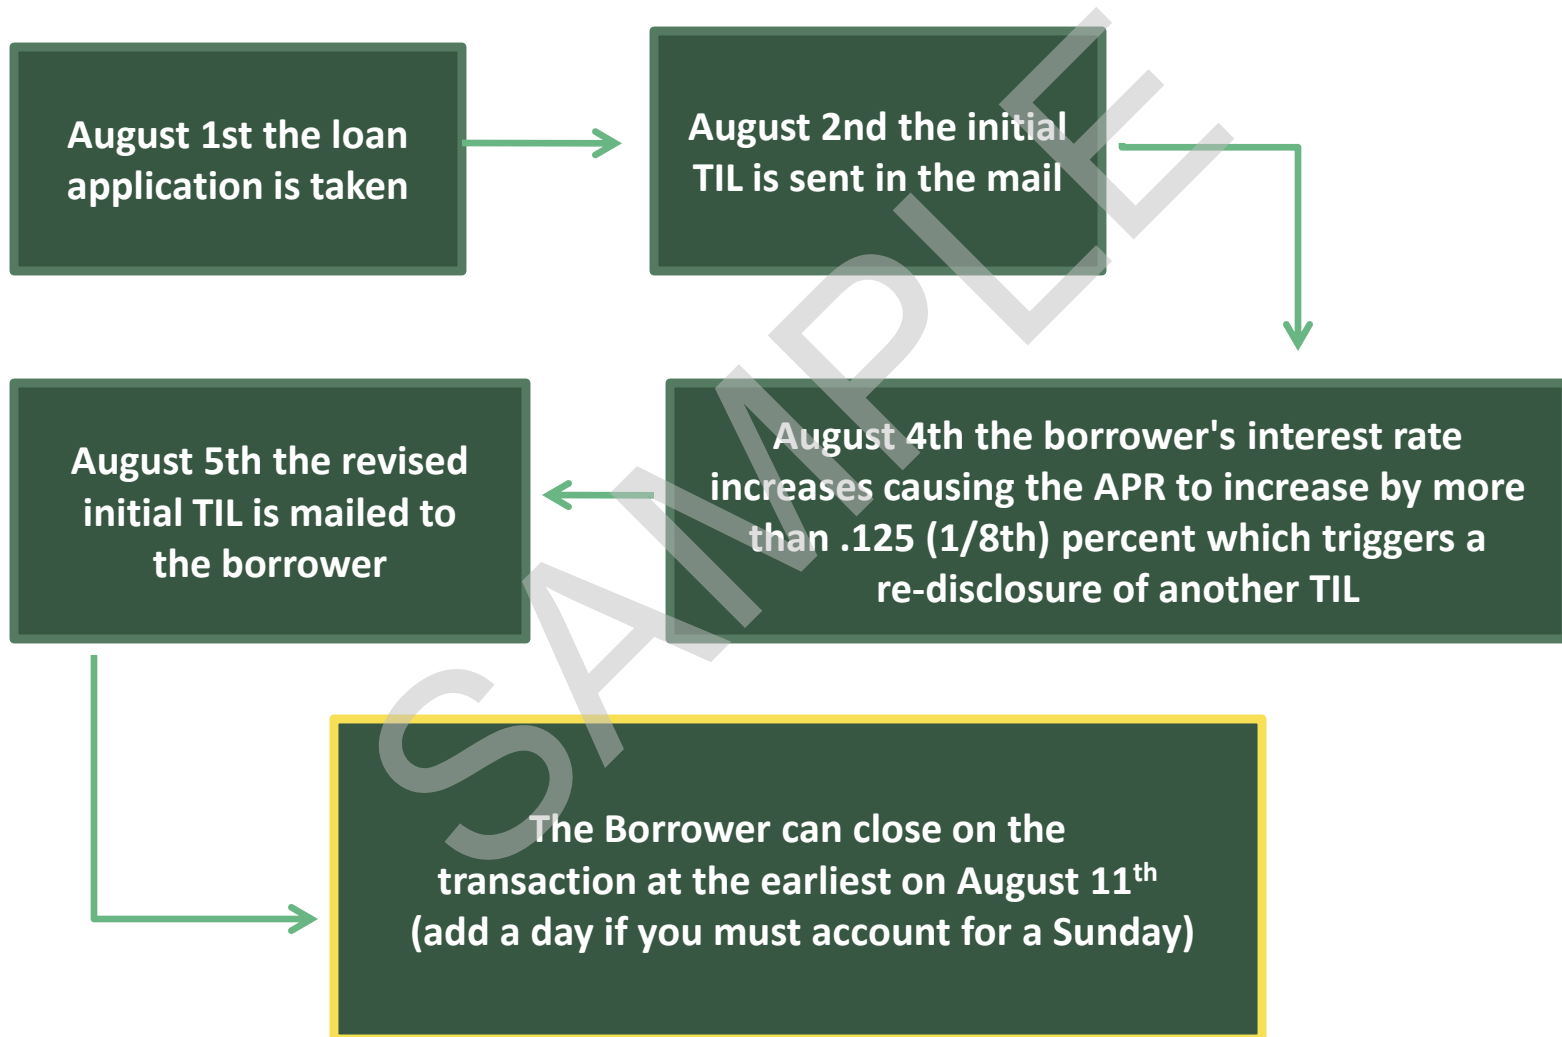 August 1st the loan
application is taken
August 2nd the initial
TIL is sent in the mail
August 4th the borrower's interest rate
increases causing the APR to increase by more
than .125 (1/8th) percent which triggers a
re-disclosure of another TIL
August 5th the revised
initial TIL is mailed to
the borrower
The Borrower can close on the
transaction at the earliest on August 11th
(add a day if you must account for a Sunday)
SAMPLE